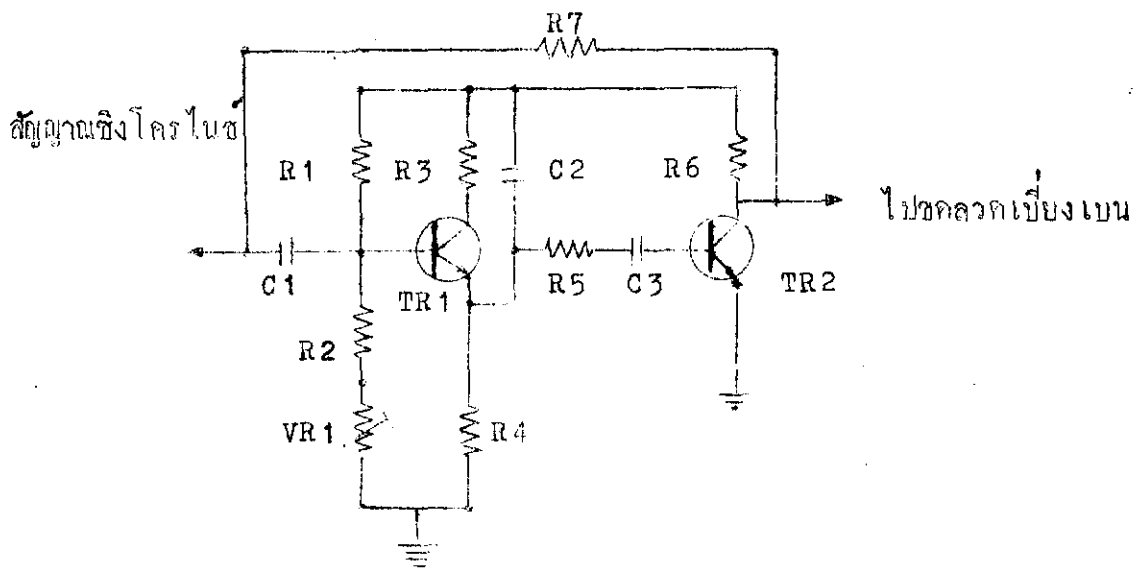 R7
สัญญาณซิงโครไนซ์
R1
R3
C2
R6
ไปขดลวดเบี่ยงเบน
C1
TR1
R5
C3
TR2
R2
VR1
R4